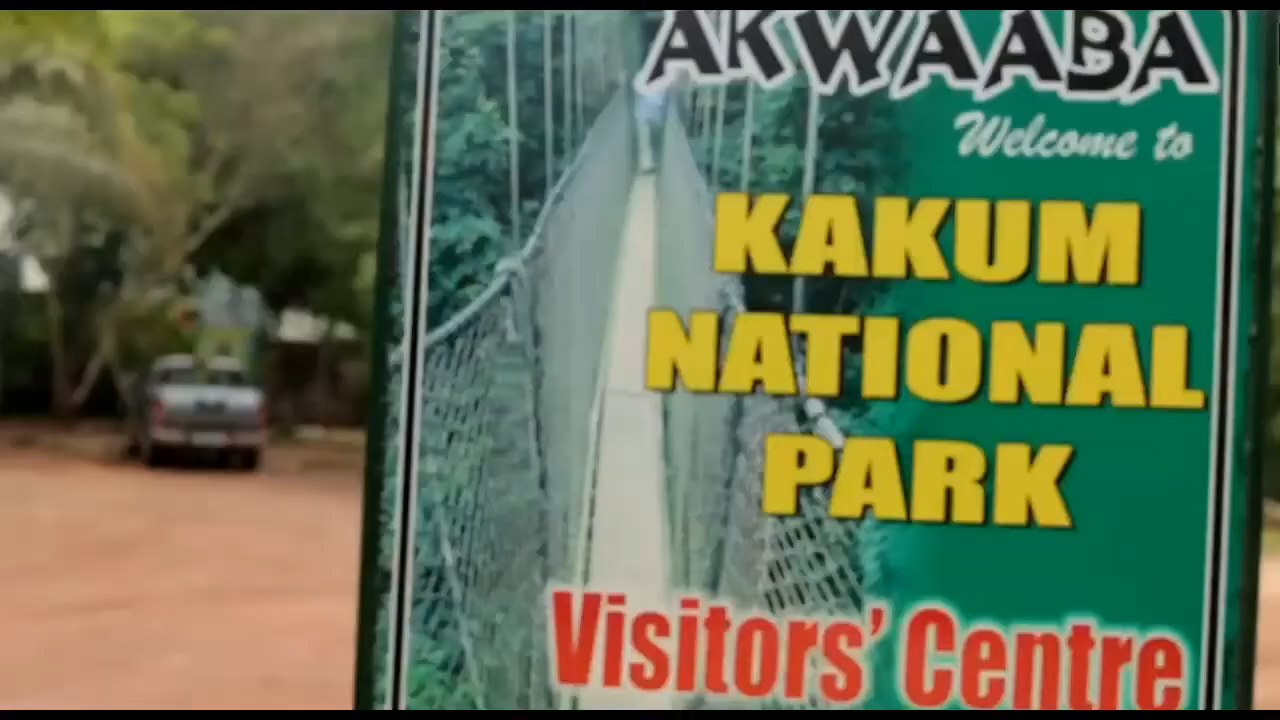 AKWAABA
Welcome to
KAKUM
NATIONAL
PARK
Visitors' Centre